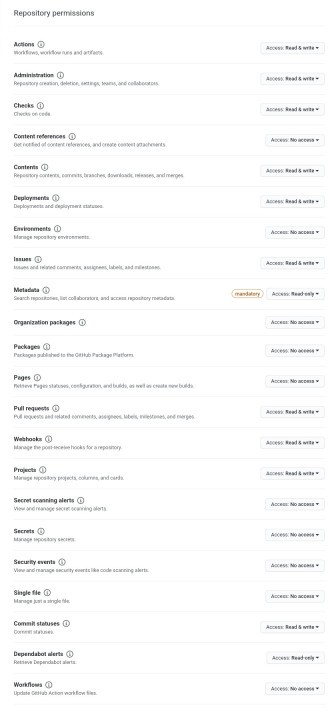 Repository permissions
Actions
Access: Read & write
Workflows, workflow runs and artifacts.
Administration
Access: Read & write
Repository creation, deletion, settings, teams, and collaborators.
Checks
Access: Read & write
Checks on code.
Content references
Access: No access
Get notified of content references, and create content attachments.
Contents
Access: Read & write
Repository contents, commits, branches, downloads, releases, and merges.
Deployments
Access: Read & write
Deployments and deployment statuses.
Environments
Access: No access
Manage repository environments.
Issues
Access: Read & write
Issues and related comments, assignees, labels, and milestones.
Metadata
mandatory Access: Read-only
Search repositories, list collaborators, and access repository metadata.
Organization packages
Access: No access
Packages
Access: No access
Packages published to the GitHub Package Platform.
Pages
Access: No access
Retrieve Pages statuses, configuration, and builds, as well as create new builds.
Pull requests
Access: Read & write
Pull requests and related comments, assignees, labels, milestones, and merges.
Webhooks
Access: Read & write
Manage the post-receive hooks for a repository.
Projects
Access: Read & write
Manage repository projects, columns, and cards.
Secret scanning alerts
Access: No access
View and manage secret scanning alerts.
Secrets
Access: No access
Manage repository secrets.
Security events
Access: No access
View and manage security events like code scanning alerts.
Single file
Access: No access
Manage just a single file.
Commit statuses
Access: Read & write
Commit statuses.
Dependabot alerts
Access: Read-only
Retrieve Dependabot alerts.
Workflows
Access: No access
Update GitHub Action workflow files.